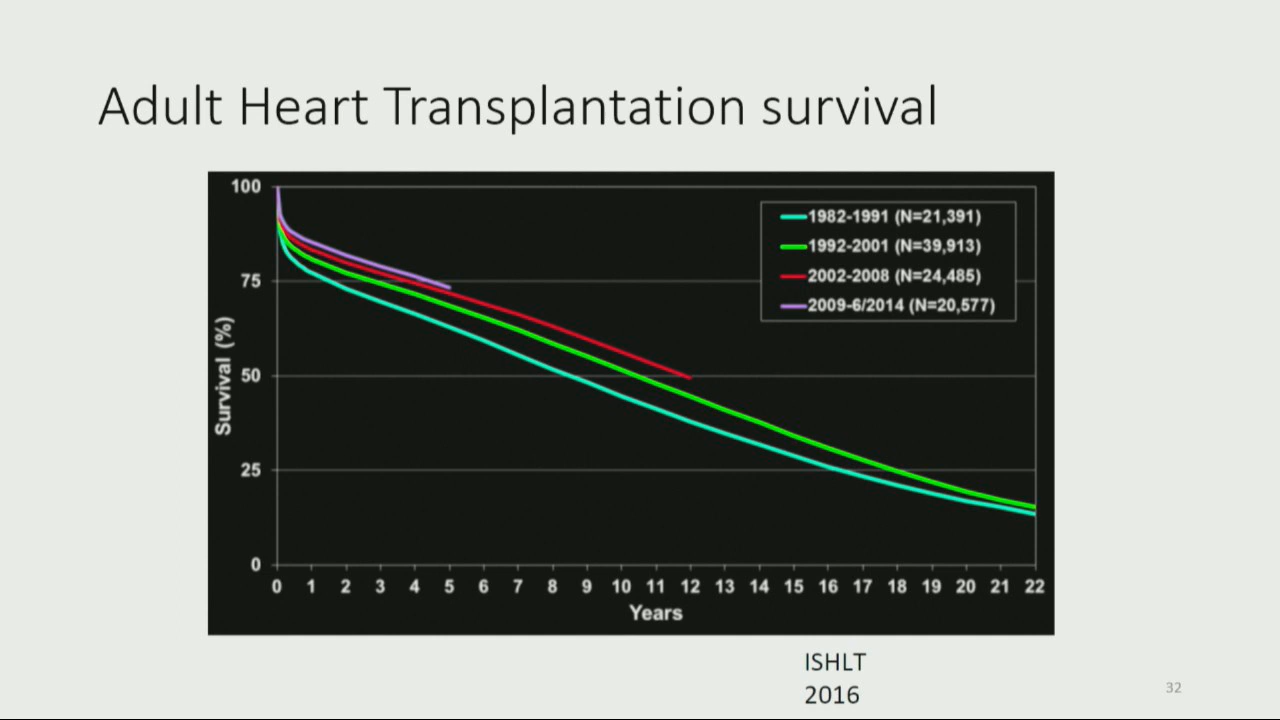 Adult Heart Transplantation survival
100
75
50
25
0
Survival (%)
1982-1991 (N=21,391)
1992-2001 (N=39,913)
2002-2008 (N=24,485)
2009-6/2014 (N=20,577)
0 1 2 3 4 5 6 7 8 9 10 11 12 13 14 15 16 17 18 19 20 21 22
Years
ISHLT
2016
32